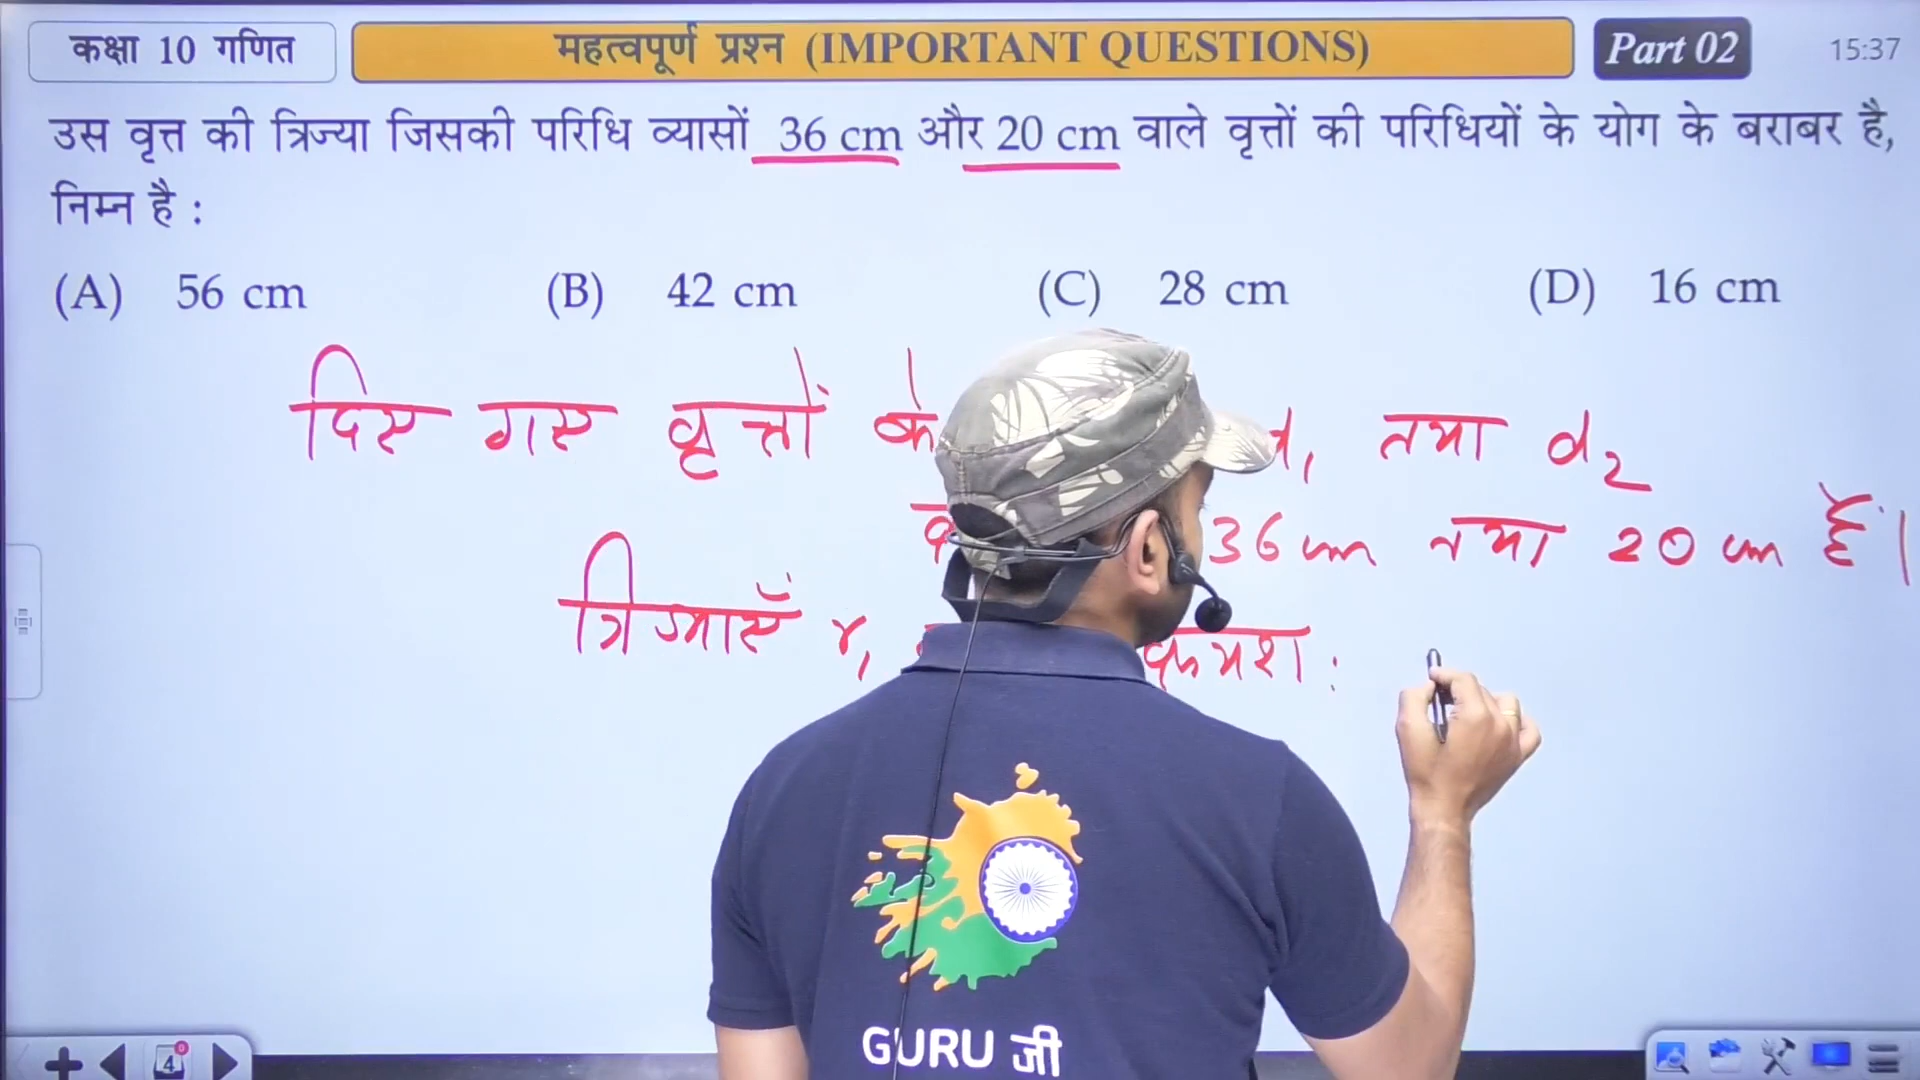 कक्षा 10 गणित
महत्वपूर्ण प्रश्न (IMPORTANT QUESTIONS)
Part 02
15:37
उस वृत्त की त्रिज्या जिसकी परिधि व्यासों 36 cm और 20 cm वाले वृत्तों की परिधियों के योग के बराबर है,
निम्न है :
(A) 56 cm (B) 42 cm (C) 28 cm (D) 16 cm
दिए गए वृत्तों के तथा d2
36 cm तथा 20 cm हैं।
त्रिज्याएँ r1 क्रमश:
4
GURU जी